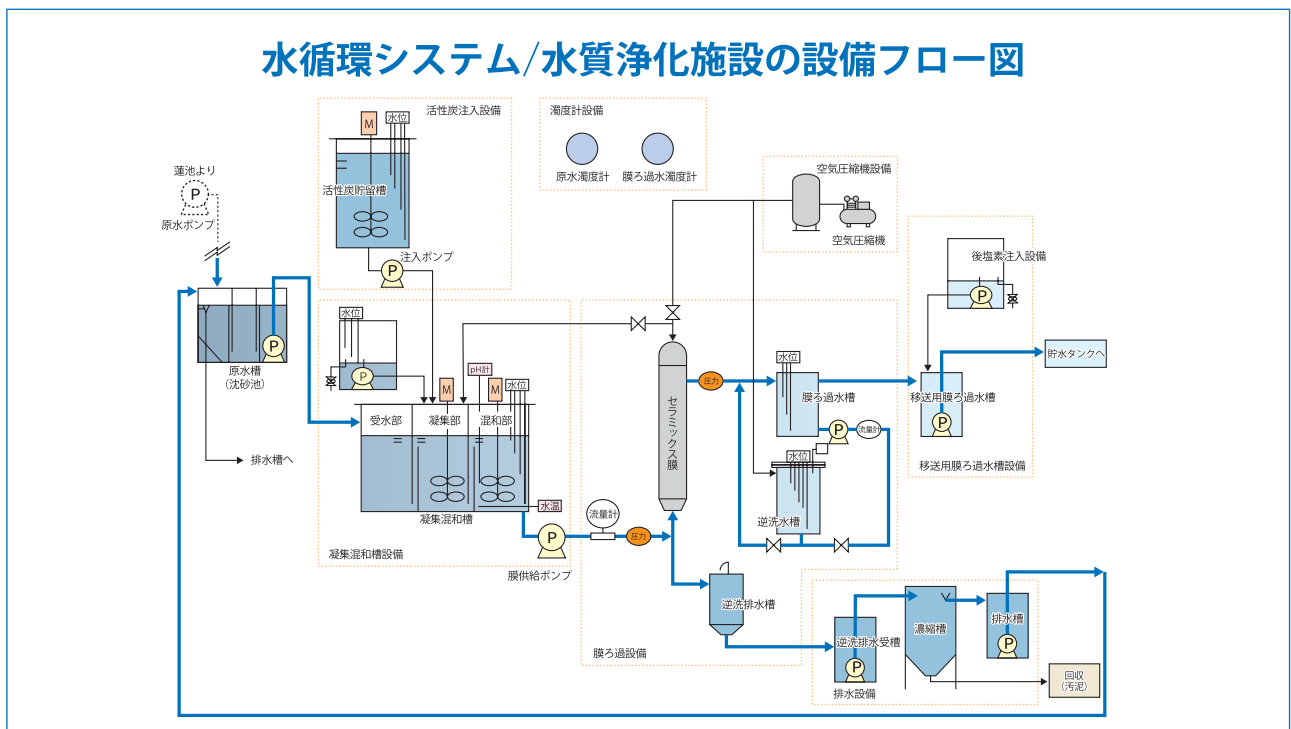 水循環システム/水質浄化施設の設備フロー図
活性炭注入設備
M
水位
活性炭貯留槽
注入ポンプ
P
濁度計設備
原水濁度計
膜ろ過水濁度計
空気圧縮機設備
空気圧縮機
蓮池より
P
原水ポンプ
後塩素注入設備
P
貯水タンクへ
移送用膜ろ過水槽
P
移送用膜ろ過水槽設備
原水槽
(沈砂池)
P
排水槽へ
水位
P
pH計
M
M
水位
受水部
凝集部
混和部
水温
凝集混和槽
凝集混和槽設備
P
膜供給ポンプ
流量計
圧力
セラミックス膜
圧力
水位
膜ろ過水槽
P
流量計
水位
逆洗水槽
逆洗排水槽
膜ろ過設備
逆洗排水受槽
P
排水設備
濃縮槽
排水槽
P
回収
(汚泥)